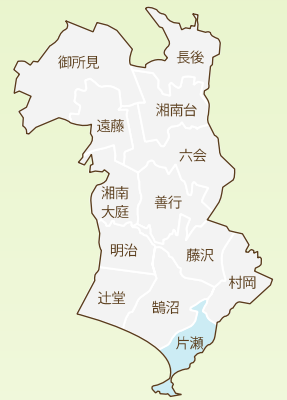 御所見
長後
湘南台
遠藤
六会
湘南
大庭
善行
明治
藤沢
村岡
辻堂
鵠沼
片瀬